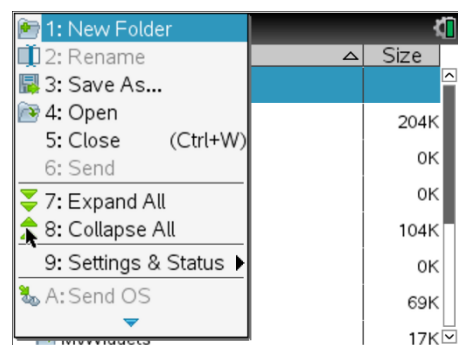 1: New Folder
2: Rename
Size
3: Save As...
4: Open
204K
5: Close (Ctrl+W)
0K
6: Send
0K
7: Expand All
8: Collapse All
104K
9: Settings & Status
0K
A: Send OS
69K
MyWidgets
17K